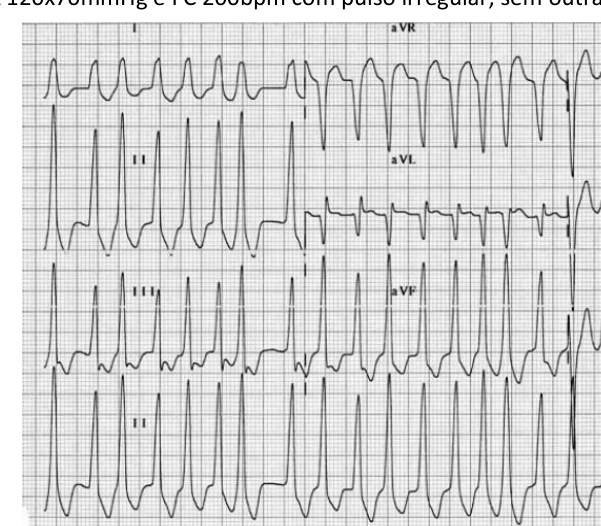 120x70mmHg e FC 200bpm com pulso irregular, sem outra
I aVR
II aVL
III aVF
II